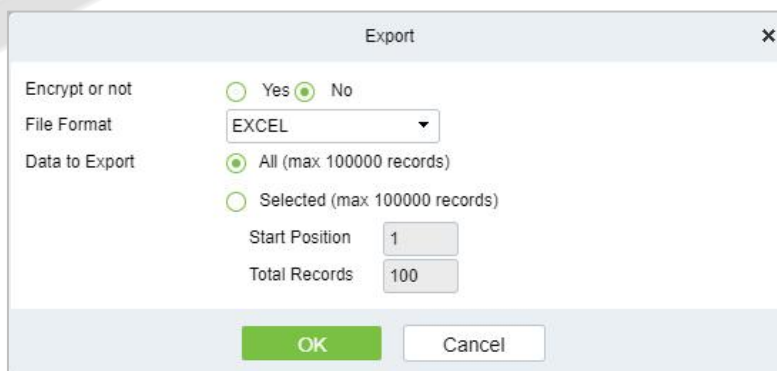 Export
Encrypt or not Yes No
File Format EXCEL
Data to Export All (max 100000 records)
Selected (max 100000 records)
Start Position 1
Total Records 100
OK Cancel